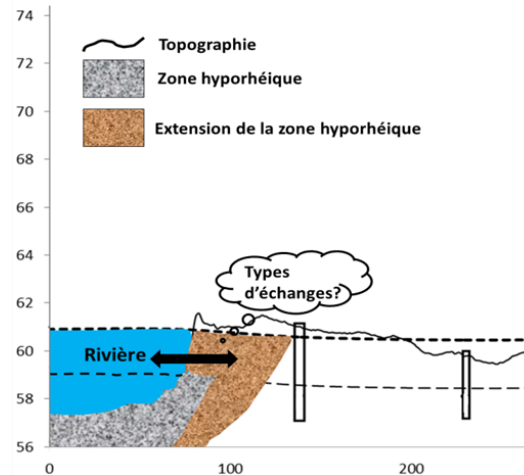 74
72
70
68
66
64
62
60
58
56
Topographie
Zone hyporhéique
Extension de la zone hyporhéique
Types
d'échanges?
Rivière
0
100
200